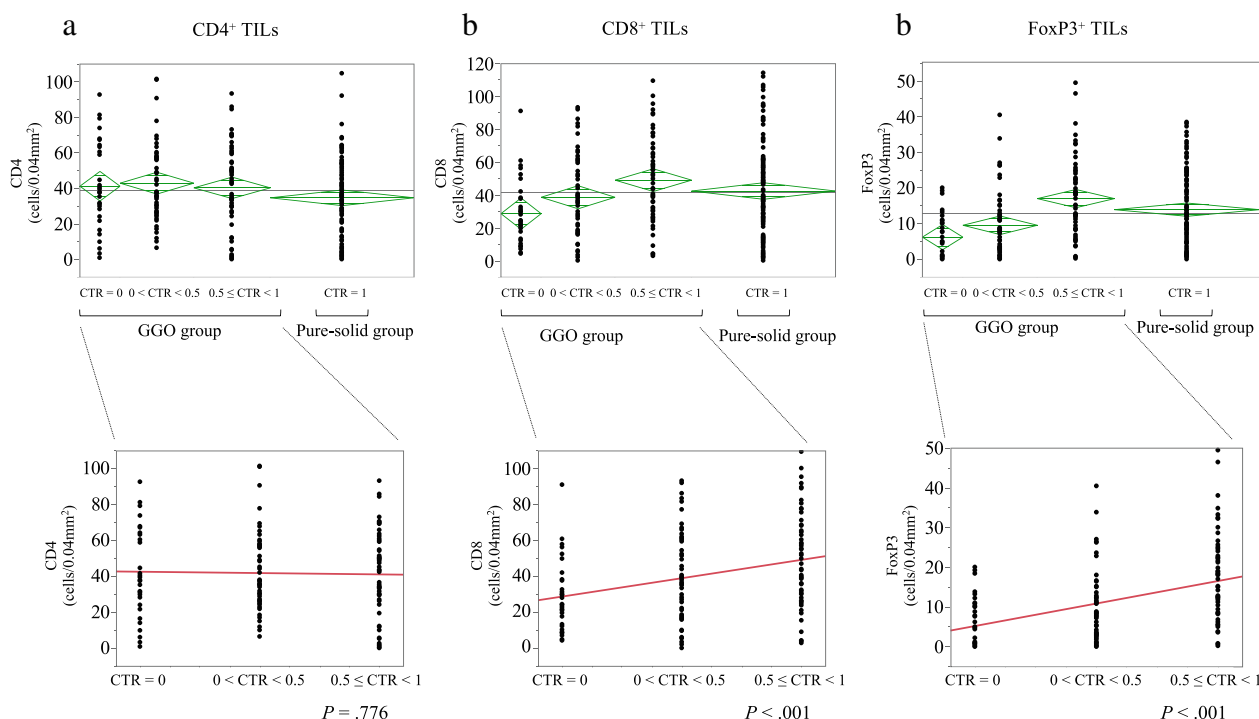 a
CD4⁺ TILs
100
80
60
40
20
0
CD4
(cells/0.04mm²)
CTR = 0
0 < CTR < 0.5
0.5 ≤ CTR < 1
CTR = 1
GGO group
Pure-solid group
b
CD8⁺ TILs
120
100
80
60
40
20
0
CD8
(cells/0.04mm²)
CTR = 0
0 < CTR < 0.5
0.5 ≤ CTR < 1
CTR = 1
GGO group
Pure-solid group
b
FoxP3⁺ TILs
50
40
30
20
10
0
FoxP3
(cells/0.04mm²)
CTR = 0
0 < CTR < 0.5
0.5 ≤ CTR < 1
CTR = 1
GGO group
Pure-solid group
100
80
60
40
20
0
CD4
(cells/0.04mm²)
CTR = 0
0 < CTR < 0.5
0.5 ≤ CTR < 1
P = .776
100
80
60
40
20
0
CD8
(cells/0.04mm²)
CTR = 0
0 < CTR < 0.5
0.5 ≤ CTR < 1
P < .001
50
40
30
20
10
0
FoxP3
(cells/0.04mm²)
CTR = 0
0 < CTR < 0.5
0.5 ≤ CTR < 1
P < .001